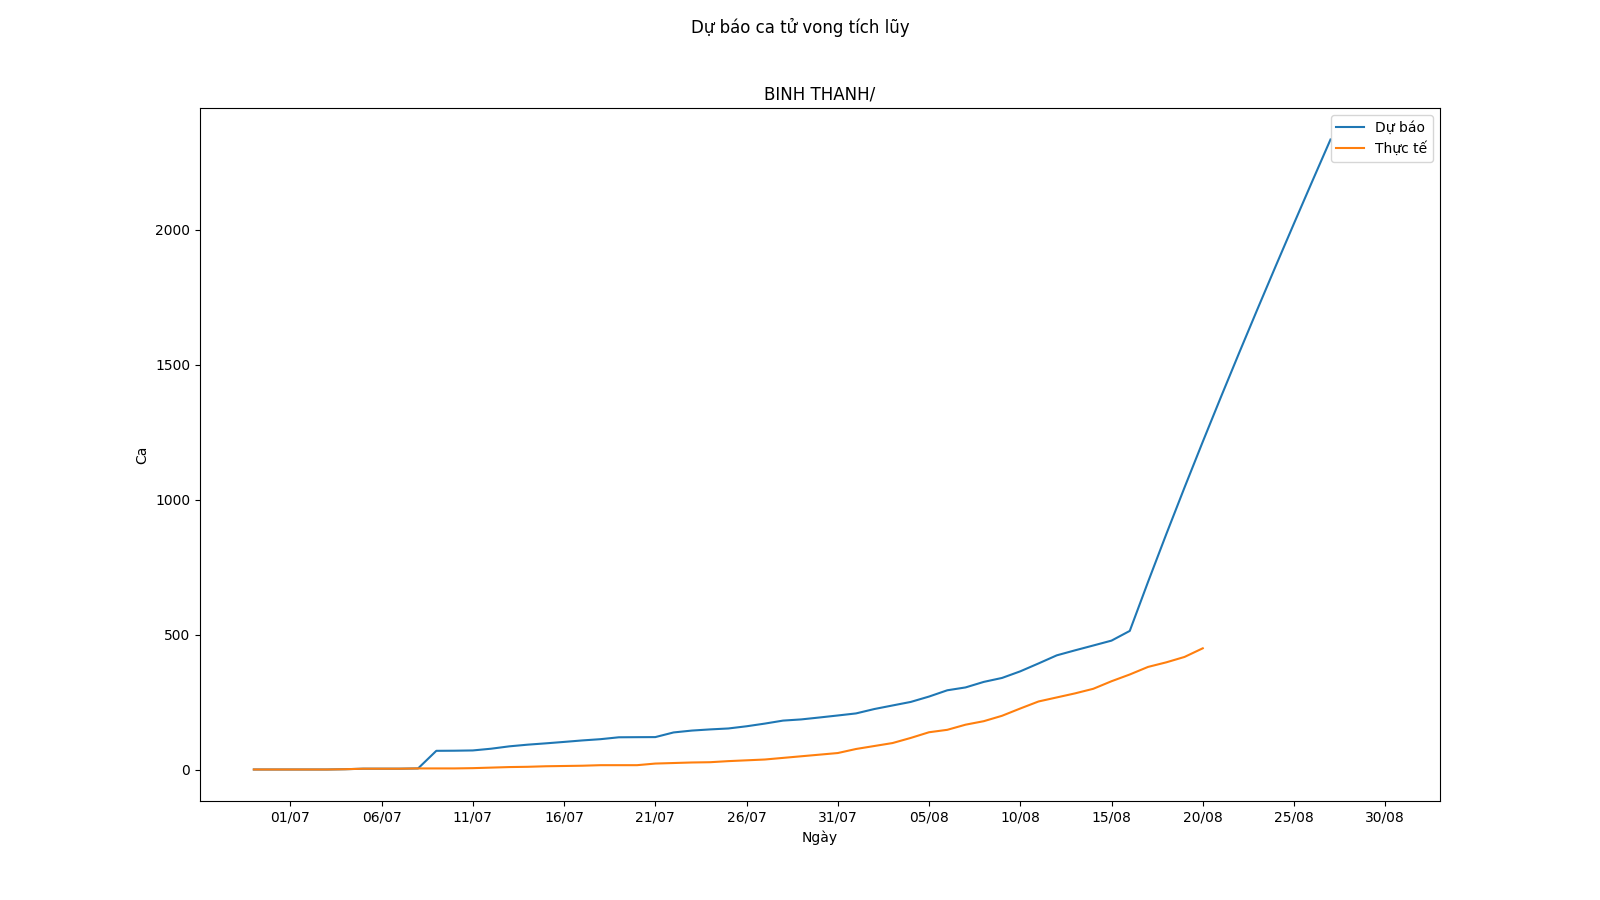 Dự báo ca tử vong tích lũy
BINH THANH/
Dự báo
Thực tế
2000
1500
1000
500
0
Ca
01/07 06/07 11/07 16/07 21/07 26/07 31/07 05/08 10/08 15/08 20/08 25/08 30/08
Ngày